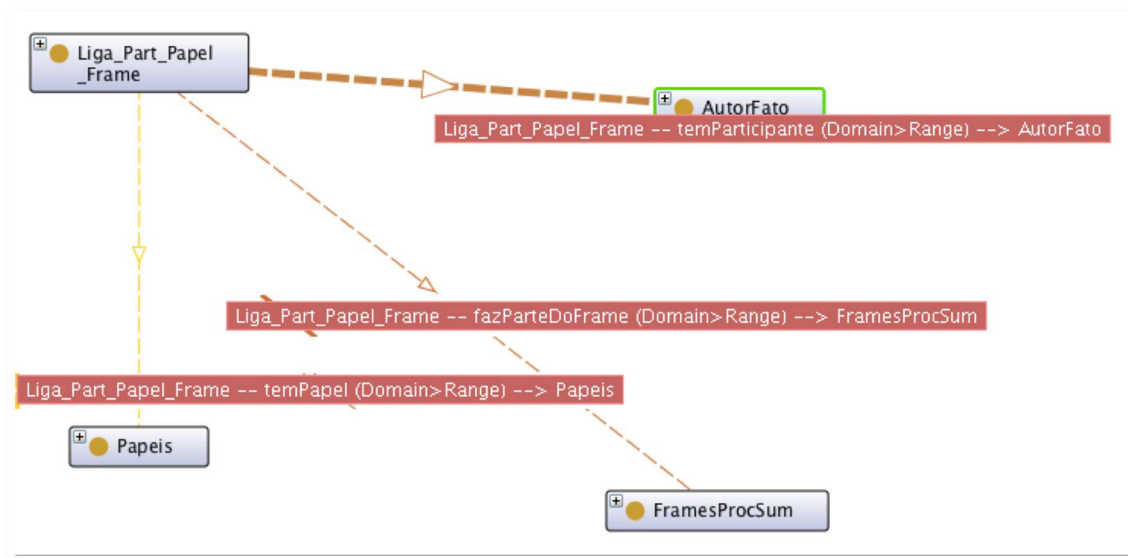 Liga_Part_Papel
_Frame
AutorFato
Liga_Part_Papel_Frame -- temParticipante (Domain>Range) --> AutorFato
Liga_Part_Papel_Frame -- fazParteDoFrame (Domain>Range) --> FramesProcSum
Liga_Part_Papel_Frame -- temPapel (Domain>Range) --> Papeis
Papeis
FramesProcSum